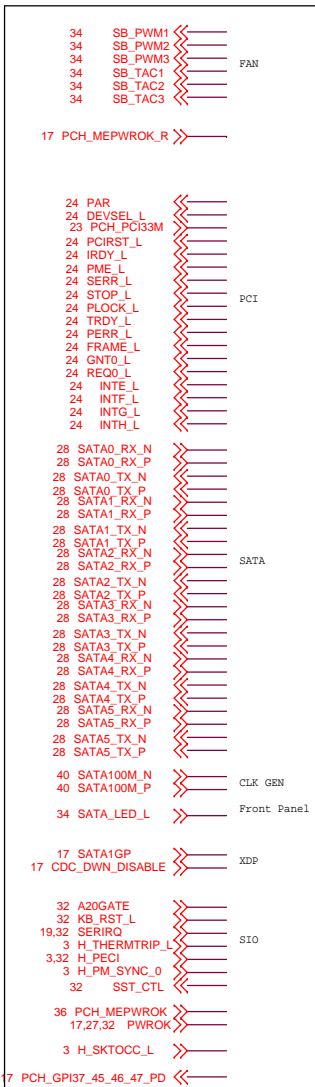 34 SB_PWM1
34 SB_PWM2
34 SB_PWM3 FAN
34 SB_TAC1
34 SB_TAC2
34 SB_TAC3
17 PCH_MEPWROK_R
24 PAR
24 DEVSEL_L
23 PCH_PCI33M
24 PCIRST_L
24 IRDY_L
24 PME_L
24 SERR_L
24 STOP_L PCI
24 PLOCK_L
24 TRDY_L
24 PERR_L
24 FRAME_L
24 GNT0_L
24 REQ0_L
24 INTE_L
24 INTF_L
24 INTG_L
24 INTH_L
28 SATA0_RX_N
28 SATA0_RX_P
28 SATA0_TX_N
28 SATA0_TX_P
28 SATA1_RX_N
28 SATA1_RX_P
28 SATA1_TX_N
28 SATA1_TX_P
28 SATA2_RX_N SATA
28 SATA2_RX_P
28 SATA2_TX_N
28 SATA2_TX_P
28 SATA3_RX_N
28 SATA3_RX_P
28 SATA3_TX_N
28 SATA3_TX_P
28 SATA4_RX_N
28 SATA4_RX_P
28 SATA4_TX_N
28 SATA4_TX_P
28 SATA5_RX_N
28 SATA5_RX_P
28 SATA5_TX_N
28 SATA5_TX_P
40 SATA100M_N CLK GEN
40 SATA100M_P
34 SATA_LED_L Front Panel
17 SATA1GP XDP
17 CDC_DWN_DISABLE
32 A20GATE
32 KB_RST_L
19,32 SERIRQ SIO
3 H_THERMTRIP_L
3,32 H_PECI
3 H_PM_SYNC_0
32 SST_CTL
36 PCH_MEPWROK
17,27,32 PWROK
3 H_SKTOCC_L
17 PCH_GPI37_45_46_47_PD